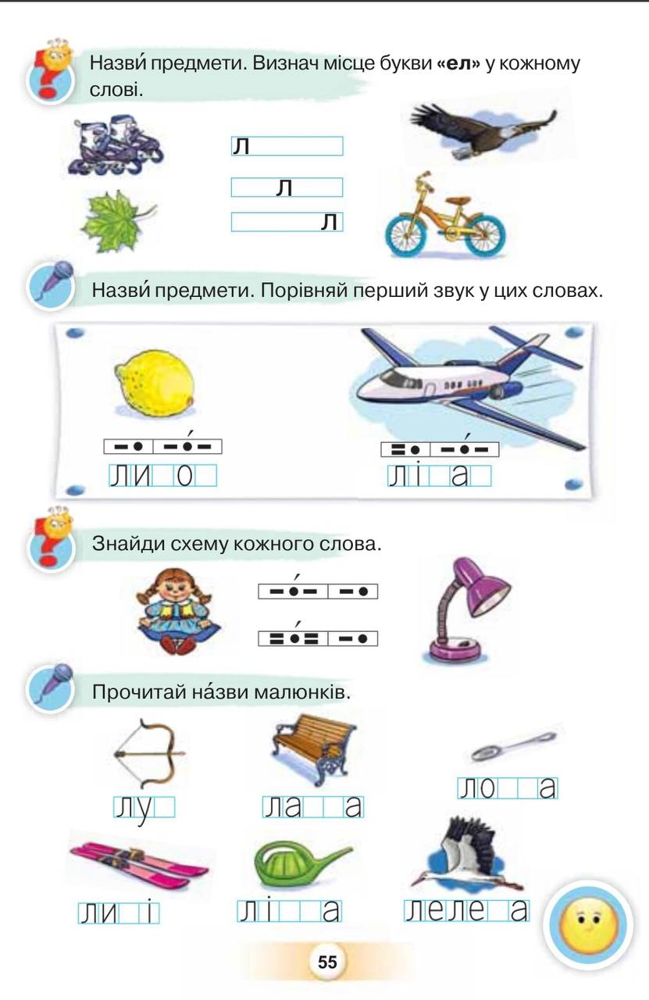 Назви́ предмети. Визнач місце букви «ел» у кожному
слові.
Л
Л
Л
Назви́ предмети. Порівняй перший звук у цих словах.
ли о
лі а
Знайди схему кожного слова.
Прочитай на́зви малюнків.
лу
ла а
ло а
ли і
лі а
леле а
55